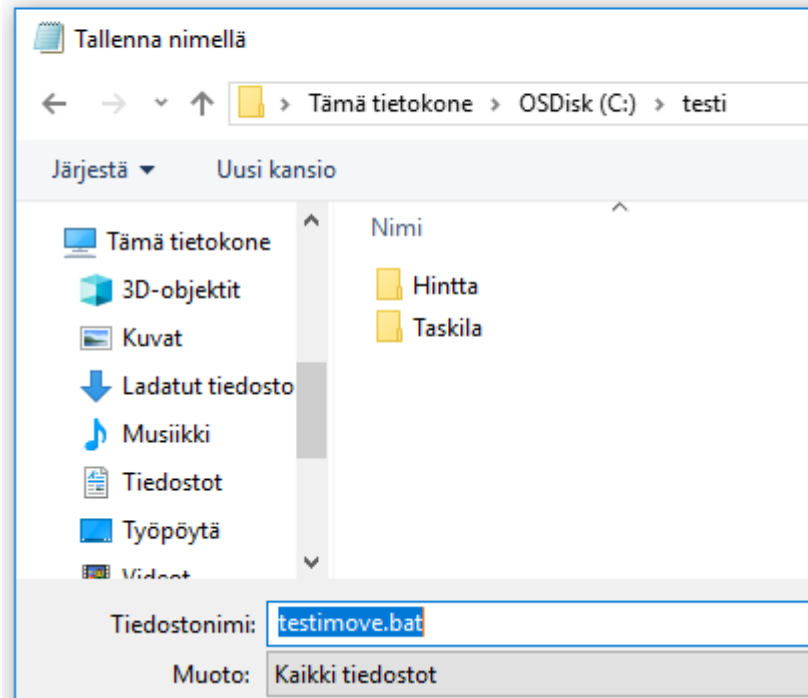 Tallenna nimellä
Tämä tietokone > OSDisk (C:) > testi
Järjestä Uusi kansio
Tämä tietokone
3D-objektit
Kuvat
Ladatut tiedosto
Musiikki
Tiedostot
Työpöytä
Videot
Nimi
Hintta
Taskila
Tiedostonimi: testimove.bat
Muoto: Kaikki tiedostot